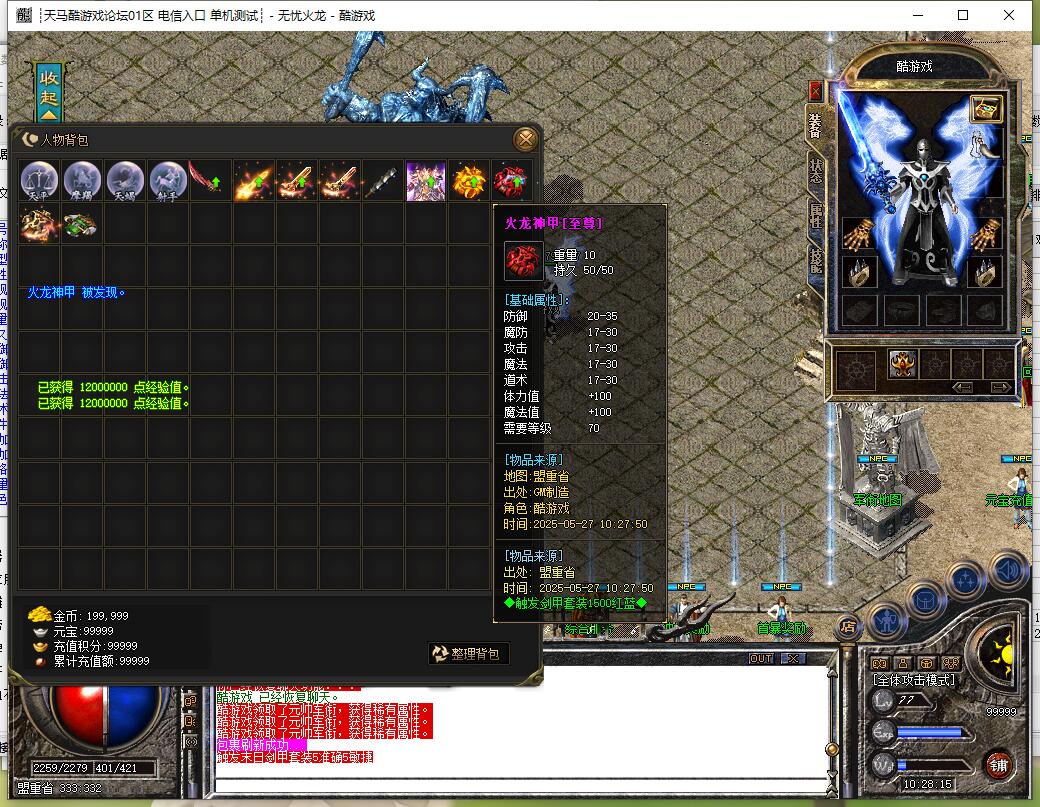 天马酷游戏论坛01区 电信入口 单机测试 - 无忧火龙 - 酷游戏
收起
人物背包
天平
摩羯
天蝎
射手
火龙神甲 被发现。
已获得 12000000 点经验值。
已获得 12000000 点经验值。
火龙神甲[至尊]
重量 10
持久 50/50
[基础属性]:
防御 20-35
魔防 17-30
攻击 17-30
魔法 17-30
道术 17-30
体力值 +100
魔法值 +100
需要等级 70
[物品来源]
地图:盟重省
出处:GM制造
角色:酷游戏
时间:2025-05-27 10:27:50
[物品来源]
出处: 盟重省
时间: 2025-05-27 10:27:50
◆触发剑甲套装1500红蓝◆
金币: 199,999
元宝:99999
充值积分:99999
累计充值额:99999
整理背包
酷游戏
装备
状态
属性
技能
NPC
军衔地图
NPC
元宝充值
NPC
NPC
首暴奖励
店
OUT
酷游戏 已经恢复聊天。
酷游戏领取了元帅军衔，获得稀有属性。
酷游戏领取了元帅军衔，获得稀有属性。
酷游戏领取了元帅军衔，获得稀有属性。
包裹刷新成功
触发末日剑甲套装5准确5敏捷
2259/2279
401/421
盟重省 333:332
[全体攻击模式]
Lv
77
99999
Exp
Wt
铺
10:28:15